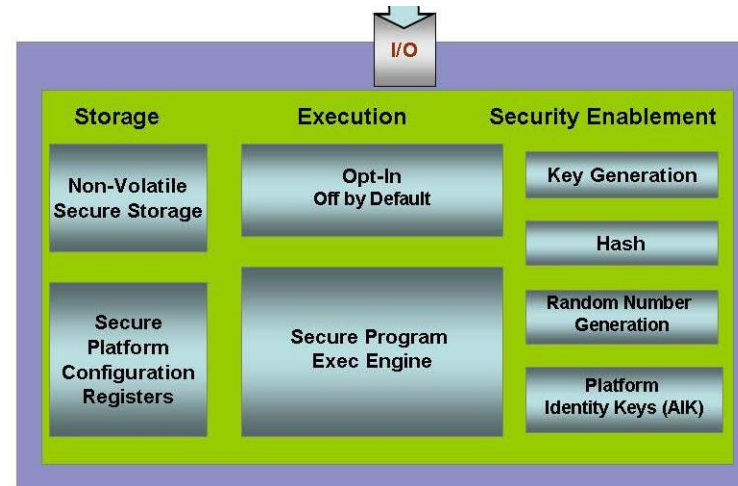 I/O
Storage
Execution
Security Enablement
Non-Volatile
Secure Storage
Secure
Platform
Configuration
Registers
Opt-In
Off by Default
Secure Program
Exec Engine
Key Generation
Hash
Random Number
Generation
Platform
Identity Keys (AIK)